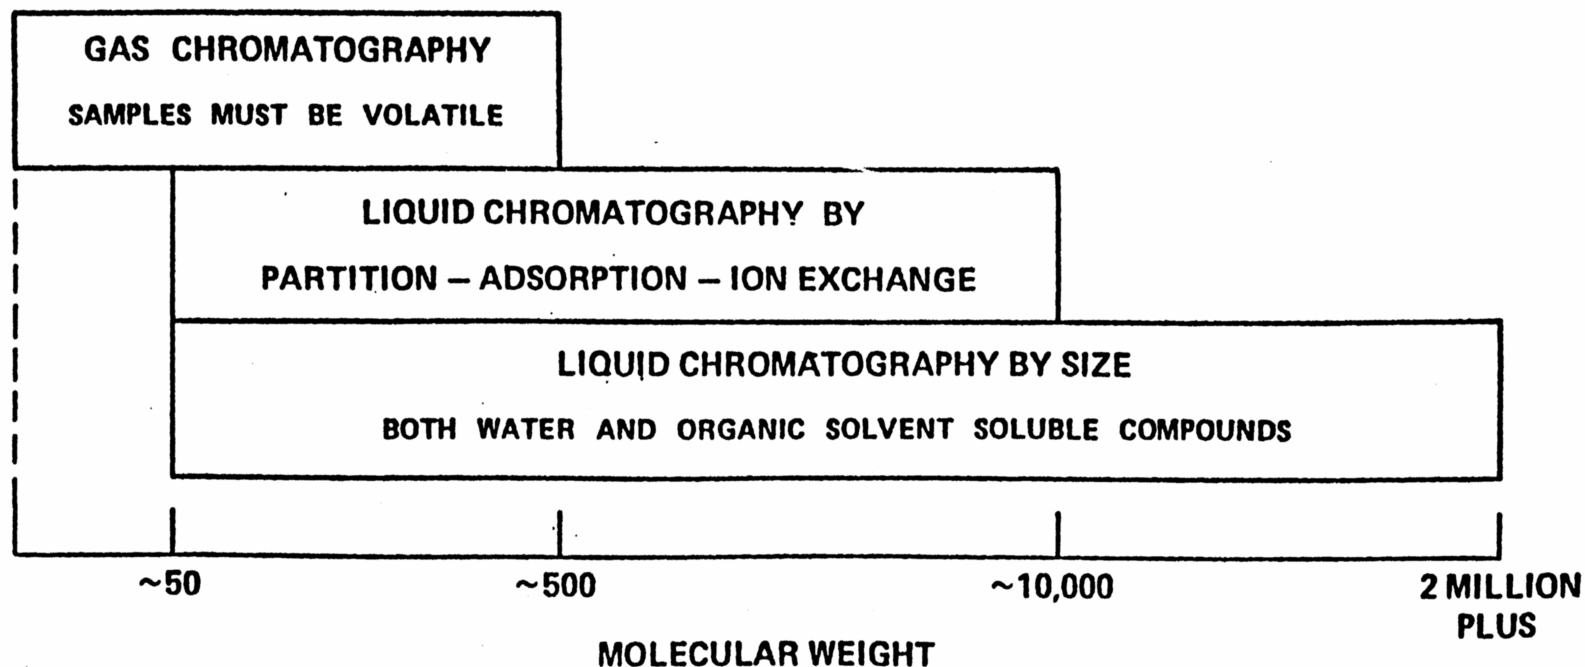 GAS CHROMATOGRAPHY
SAMPLES MUST BE VOLATILE
LIQUID CHROMATOGRAPHY BY
PARTITION – ADSORPTION – ION EXCHANGE
LIQUID CHROMATOGRAPHY BY SIZE
BOTH WATER AND ORGANIC SOLVENT SOLUBLE COMPOUNDS
~50 ~500 ~10,000 2 MILLION
PLUS
MOLECULAR WEIGHT